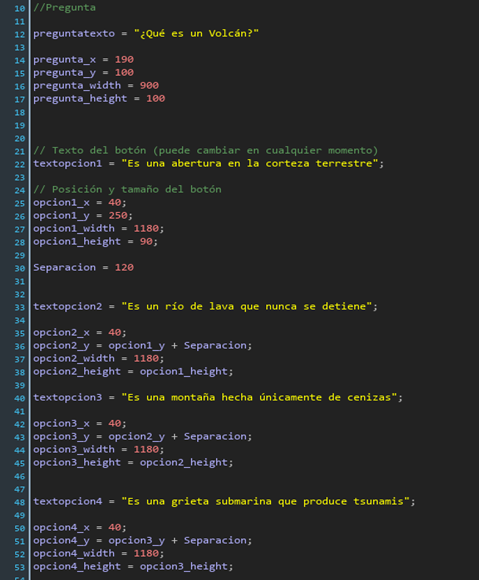 10 //Pregunta
11
12 preguntatexto = "¿Qué es un Volcán?"
13
14 pregunta_x = 190
15 pregunta_y = 100
16 pregunta_width = 900
17 pregunta_height = 100
18
19
20
21 // Texto del botón (puede cambiar en cualquier momento)
22 textopcion1 = "Es una abertura en la corteza terrestre";
23
24 // Posición y tamaño del botón
25 opcion1_x = 40;
26 opcion1_y = 250;
27 opcion1_width = 1180;
28 opcion1_height = 90;
29
30 Separacion = 120
31
32
33 textopcion2 = "Es un río de lava que nunca se detiene";
34
35 opcion2_x = 40;
36 opcion2_y = opcion1_y + Separacion;
37 opcion2_width = 1180;
38 opcion2_height = opcion1_height;
39
40 textopcion3 = "Es una montaña hecha únicamente de cenizas";
41
42 opcion3_x = 40;
43 opcion3_y = opcion2_y + Separacion;
44 opcion3_width = 1180;
45 opcion3_height = opcion2_height;
46
47
48 textopcion4 = "Es una grieta submarina que produce tsunamis";
49
50 opcion4_x = 40;
51 opcion4_y = opcion3_y + Separacion;
52 opcion4_width = 1180;
53 opcion4_height = opcion3_height;